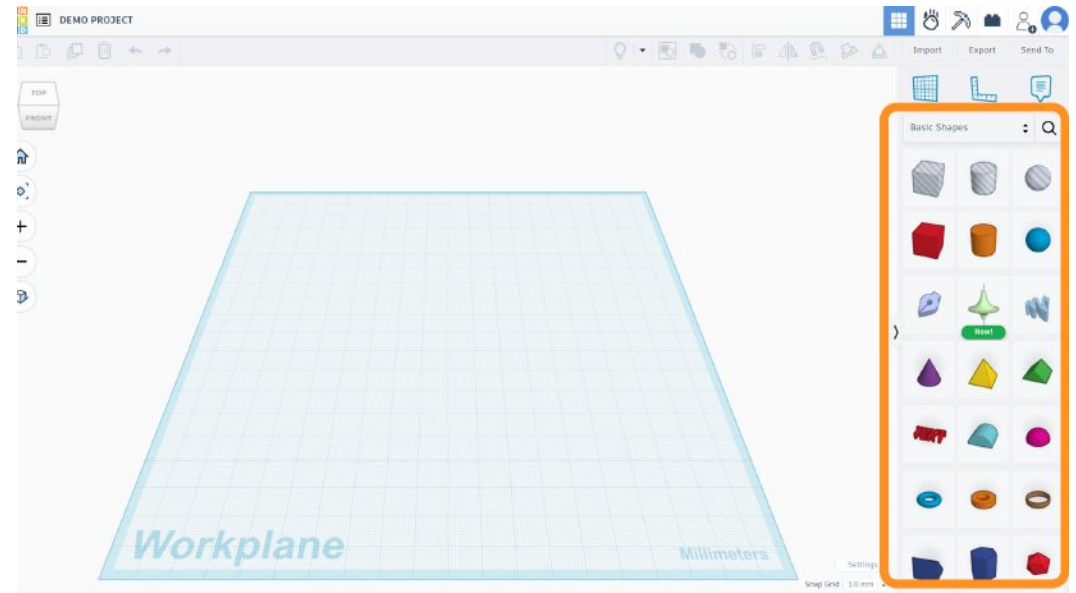 DEMO PROJECT
Import Export Send To
TOP
FRONT
Basic Shapes
New!
TEXT
Workplane
Millimeters
Settings
Snap Grid 1.0 mm